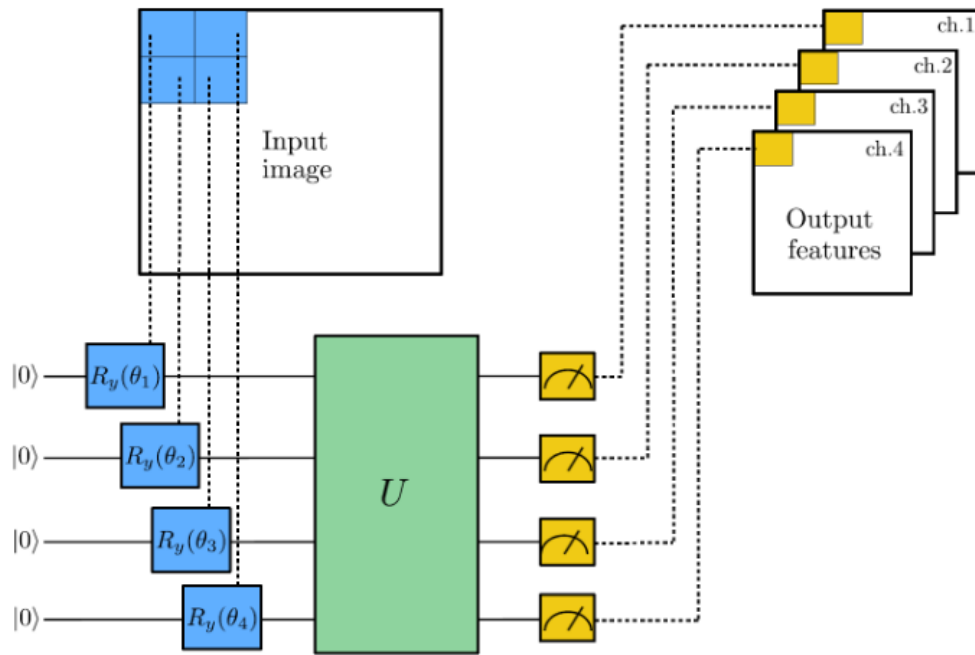 ch.1
ch.2
ch.3
ch.4
Input
image
Output
features
|0⟩ R_y(θ_1)
|0⟩ R_y(θ_2)
U
|0⟩ R_y(θ_3)
|0⟩ R_y(θ_4)